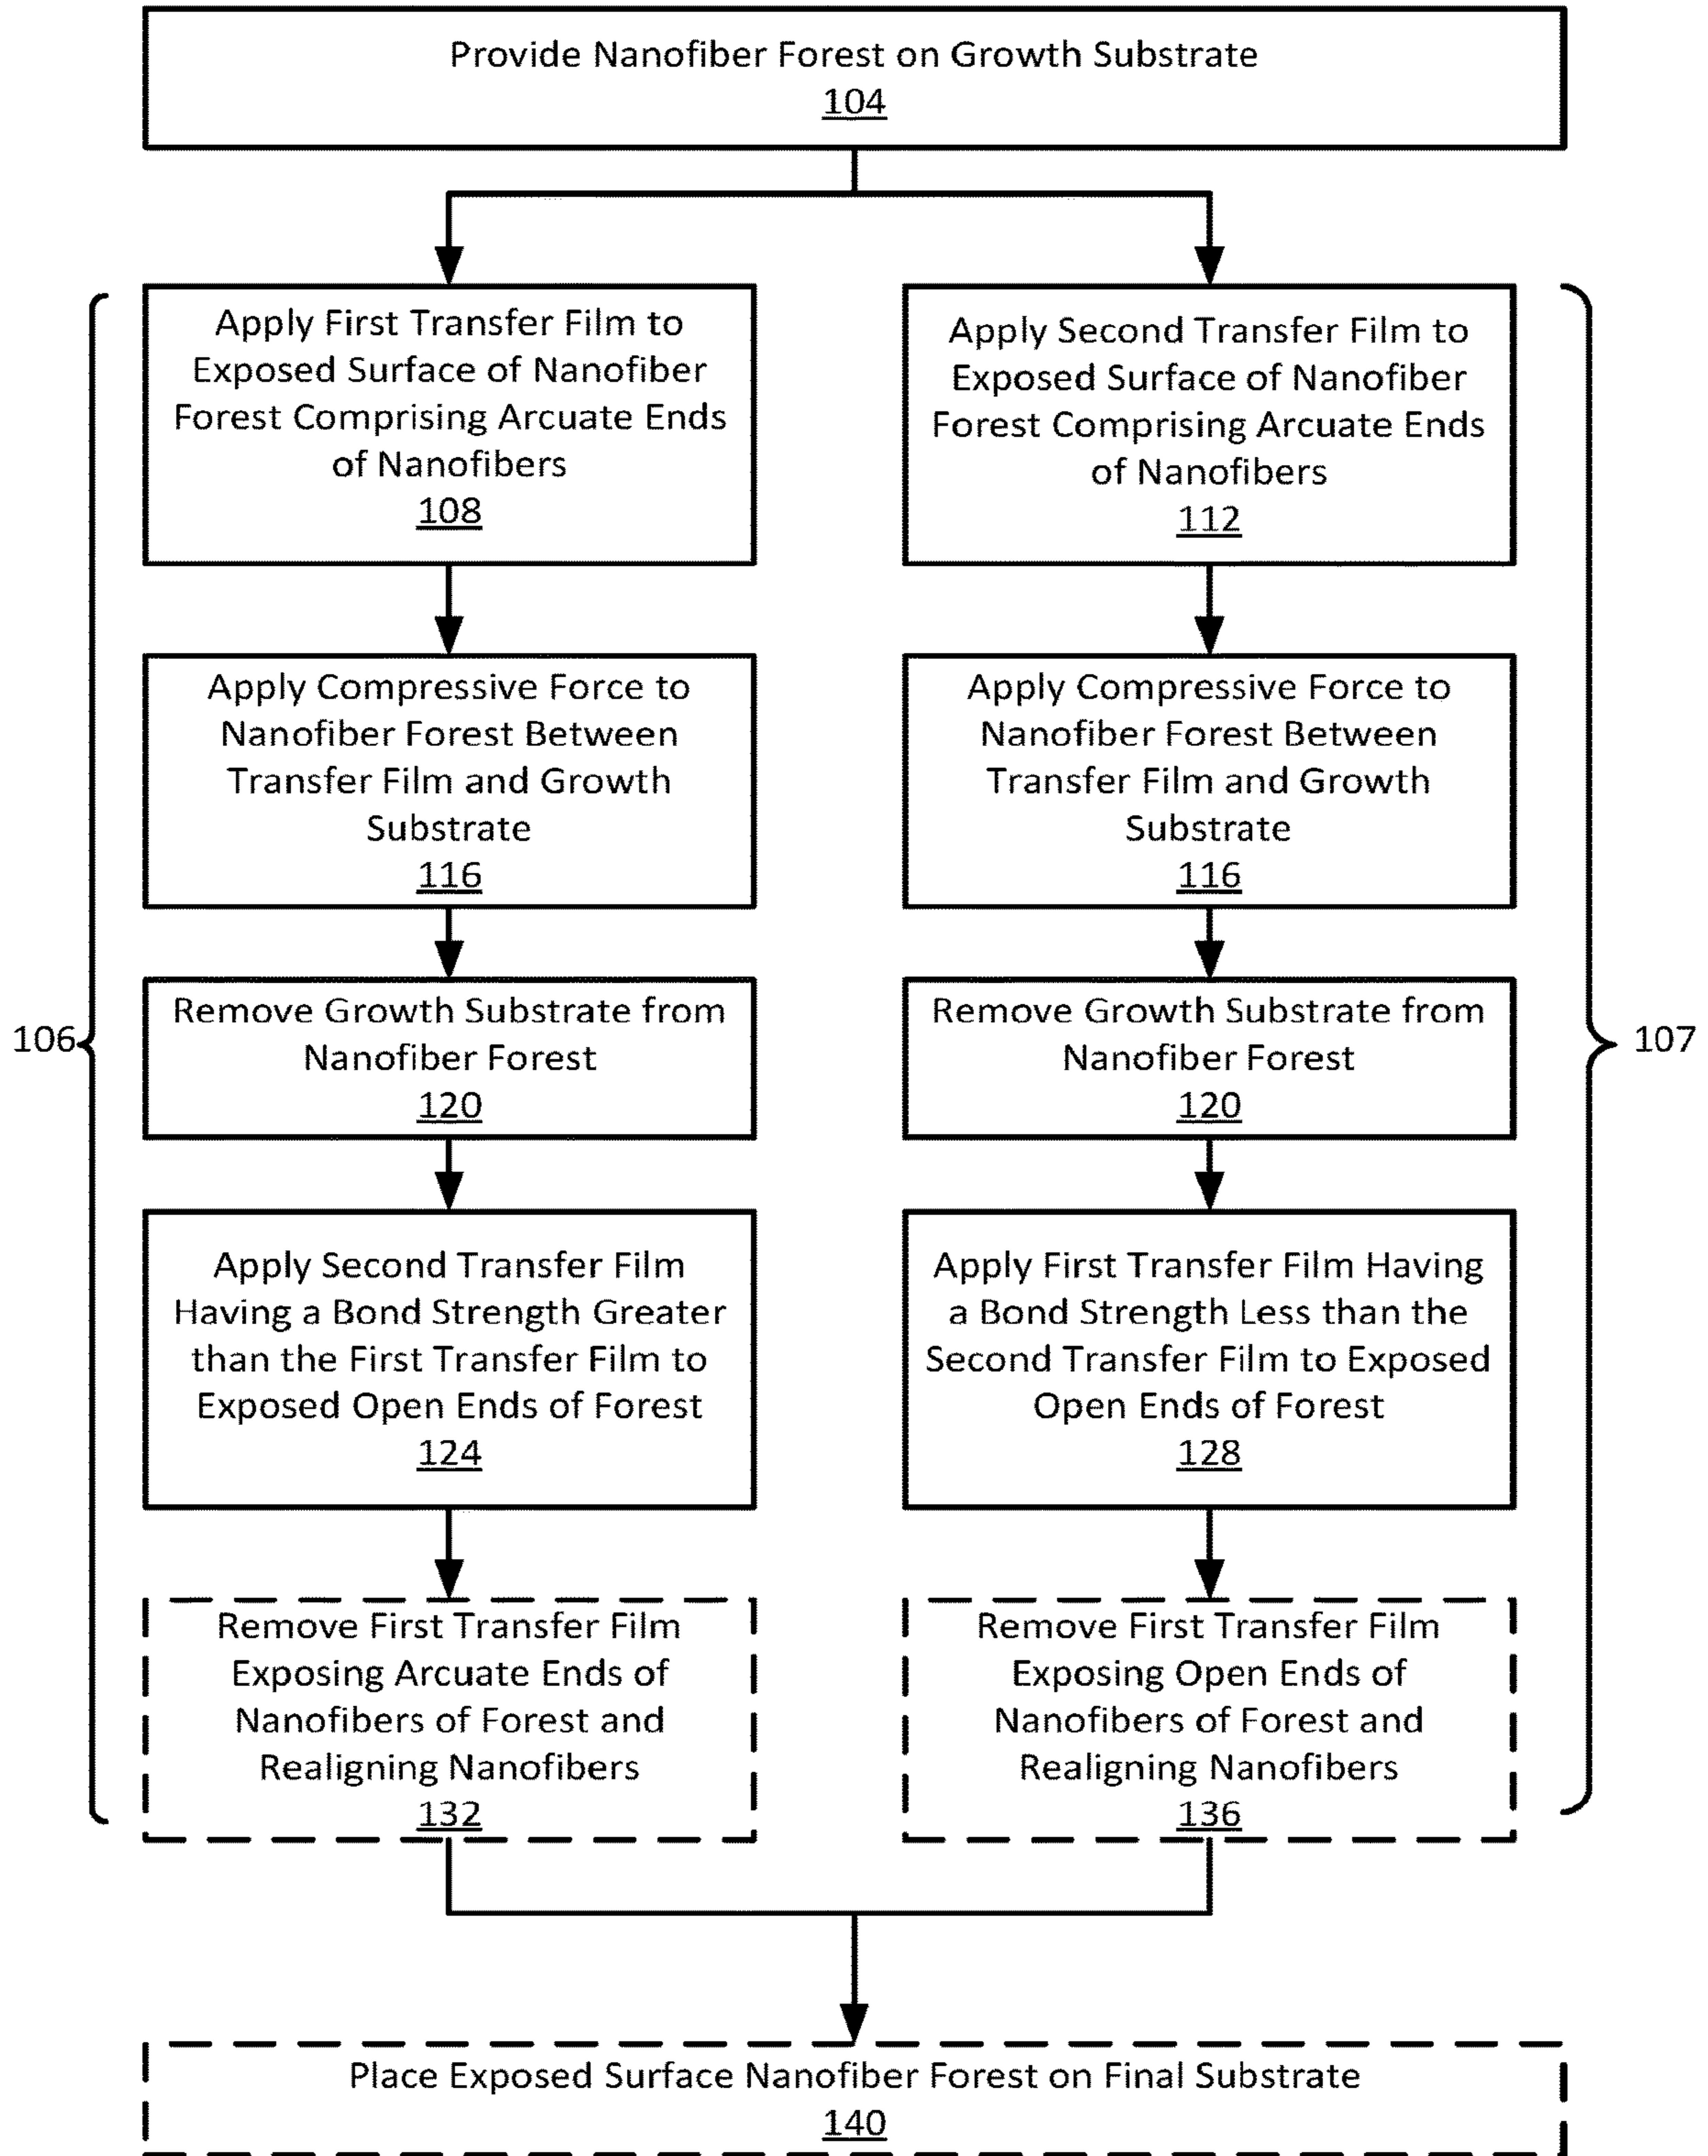 Provide Nanofiber Forest on Growth Substrate
104
Apply First Transfer Film to
Exposed Surface of Nanofiber
Forest Comprising Arcuate Ends
of Nanofibers
108
Apply Compressive Force to
Nanofiber Forest Between
Transfer Film and Growth
Substrate
116
Remove Growth Substrate from
Nanofiber Forest
120
106
Apply Second Transfer Film
Having a Bond Strength Greater
than the First Transfer Film to
Exposed Open Ends of Forest
124
Remove First Transfer Film
Exposing Arcuate Ends of
Nanofibers of Forest and
Realigning Nanofibers
132
Apply Second Transfer Film to
Exposed Surface of Nanofiber
Forest Comprising Arcuate Ends
of Nanofibers
112
Apply Compressive Force to
Nanofiber Forest Between
Transfer Film and Growth
Substrate
116
Remove Growth Substrate from
Nanofiber Forest
120
107
Apply First Transfer Film Having
a Bond Strength Less than the
Second Transfer Film to Exposed
Open Ends of Forest
128
Remove First Transfer Film
Exposing Open Ends of
Nanofibers of Forest and
Realigning Nanofibers
136
Place Exposed Surface Nanofiber Forest on Final Substrate
140